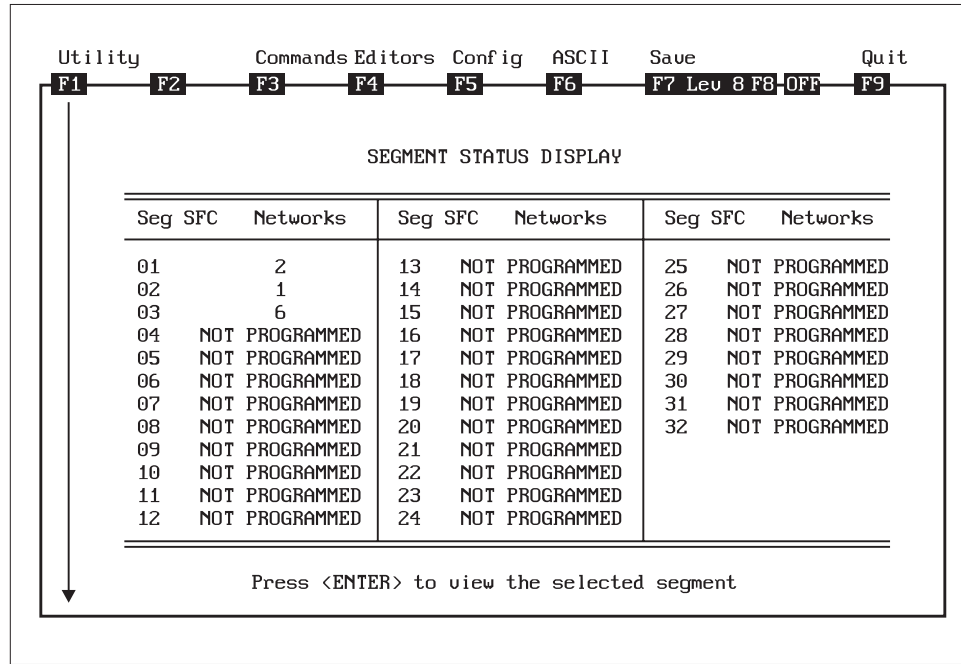 Utility Commands Editors Config ASCII Save Quit
F1 F2 F3 F4 F5 F6 F7 Lev 8 F8 OFF F9
SEGMENT STATUS DISPLAY
Seg SFC Networks Seg SFC Networks Seg SFC Networks
01 2 13 NOT PROGRAMMED 25 NOT PROGRAMMED
02 1 14 NOT PROGRAMMED 26 NOT PROGRAMMED
03 6 15 NOT PROGRAMMED 27 NOT PROGRAMMED
04 NOT PROGRAMMED 16 NOT PROGRAMMED 28 NOT PROGRAMMED
05 NOT PROGRAMMED 17 NOT PROGRAMMED 29 NOT PROGRAMMED
06 NOT PROGRAMMED 18 NOT PROGRAMMED 30 NOT PROGRAMMED
07 NOT PROGRAMMED 19 NOT PROGRAMMED 31 NOT PROGRAMMED
08 NOT PROGRAMMED 20 NOT PROGRAMMED 32 NOT PROGRAMMED
09 NOT PROGRAMMED 21 NOT PROGRAMMED
10 NOT PROGRAMMED 22 NOT PROGRAMMED
11 NOT PROGRAMMED 23 NOT PROGRAMMED
12 NOT PROGRAMMED 24 NOT PROGRAMMED
Press <ENTER> to view the selected segment